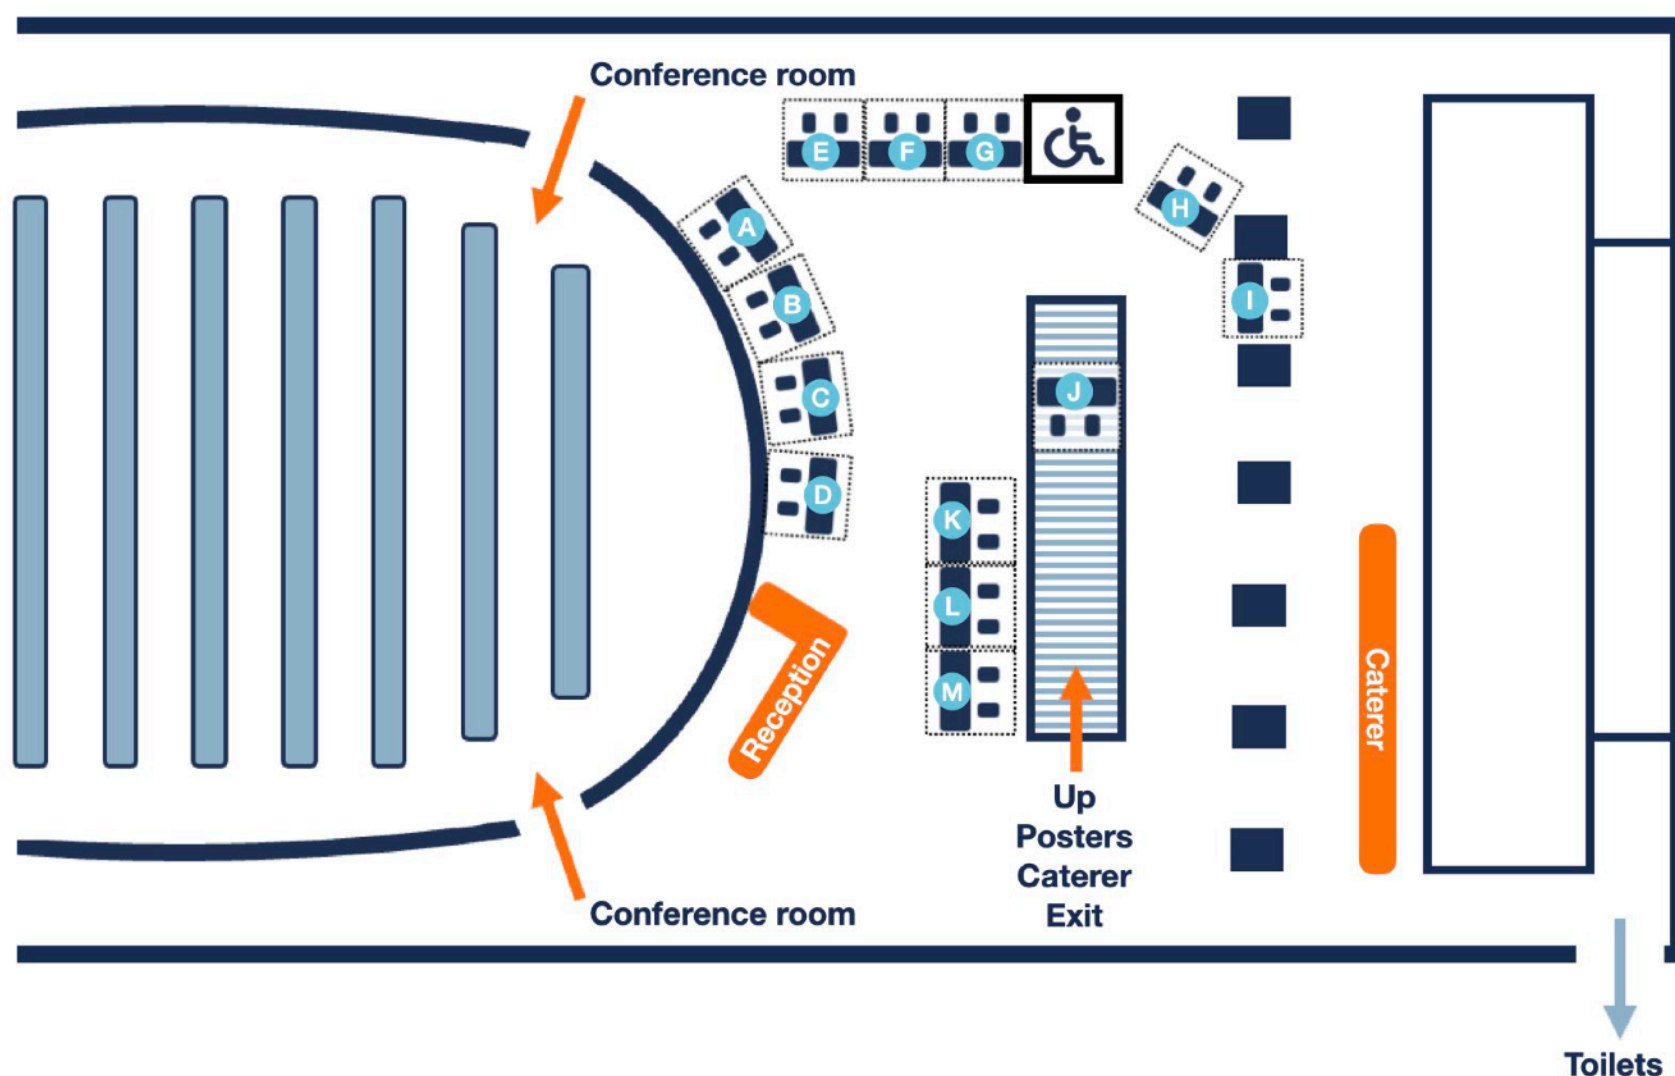 Conference room
E
F
G
A
H
B
I
J
C
D
K
L
M
Reception
Caterer
Up
Posters
Caterer
Exit
Conference room
Toilets